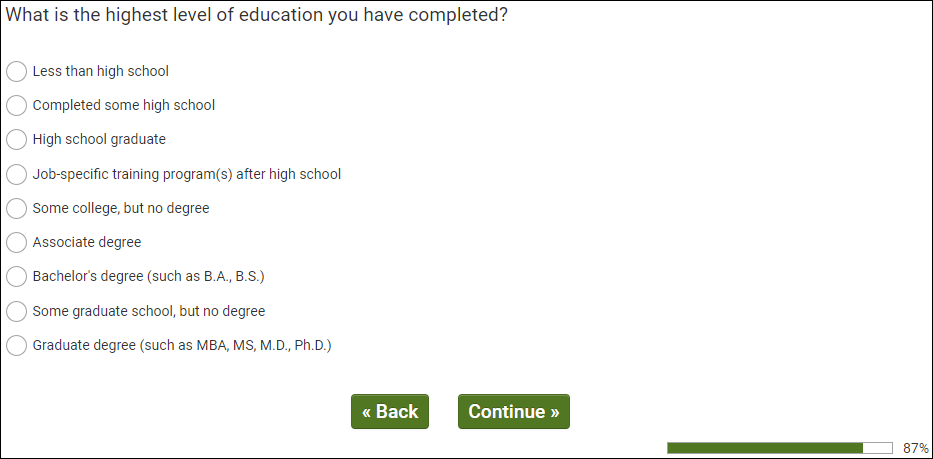 What is the highest level of education you have completed?
Less than high school
Completed some high school
High school graduate
Job-specific training program(s) after high school
Some college, but no degree
Associate degree
Bachelor's degree (such as B.A., B.S.)
Some graduate school, but no degree
Graduate degree (such as MBA, MS, M.D., Ph.D.)
« Back
Continue »
87%